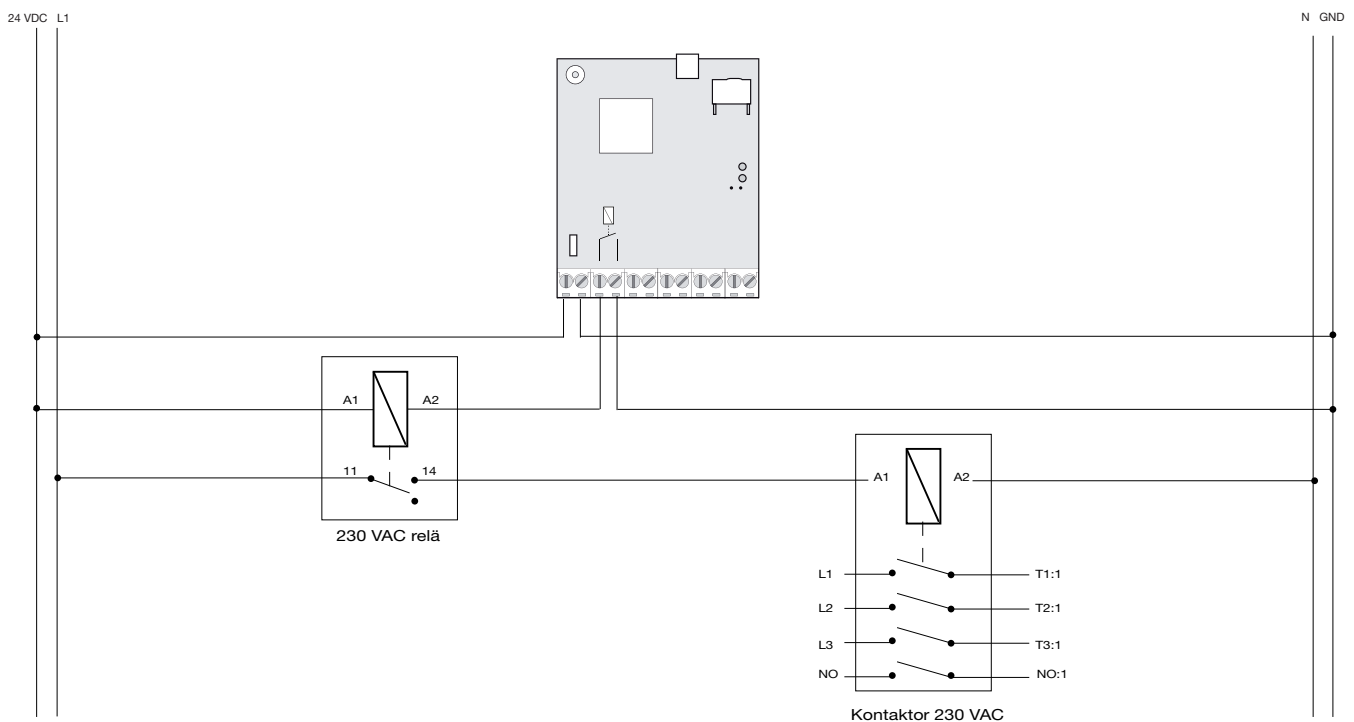 24 VDC L1
N GND
A1 A2
11 14
230 VAC relä
A1 A2
L1 T1:1
L2 T2:1
L3 T3:1
NO NO:1
Kontaktor 230 VAC